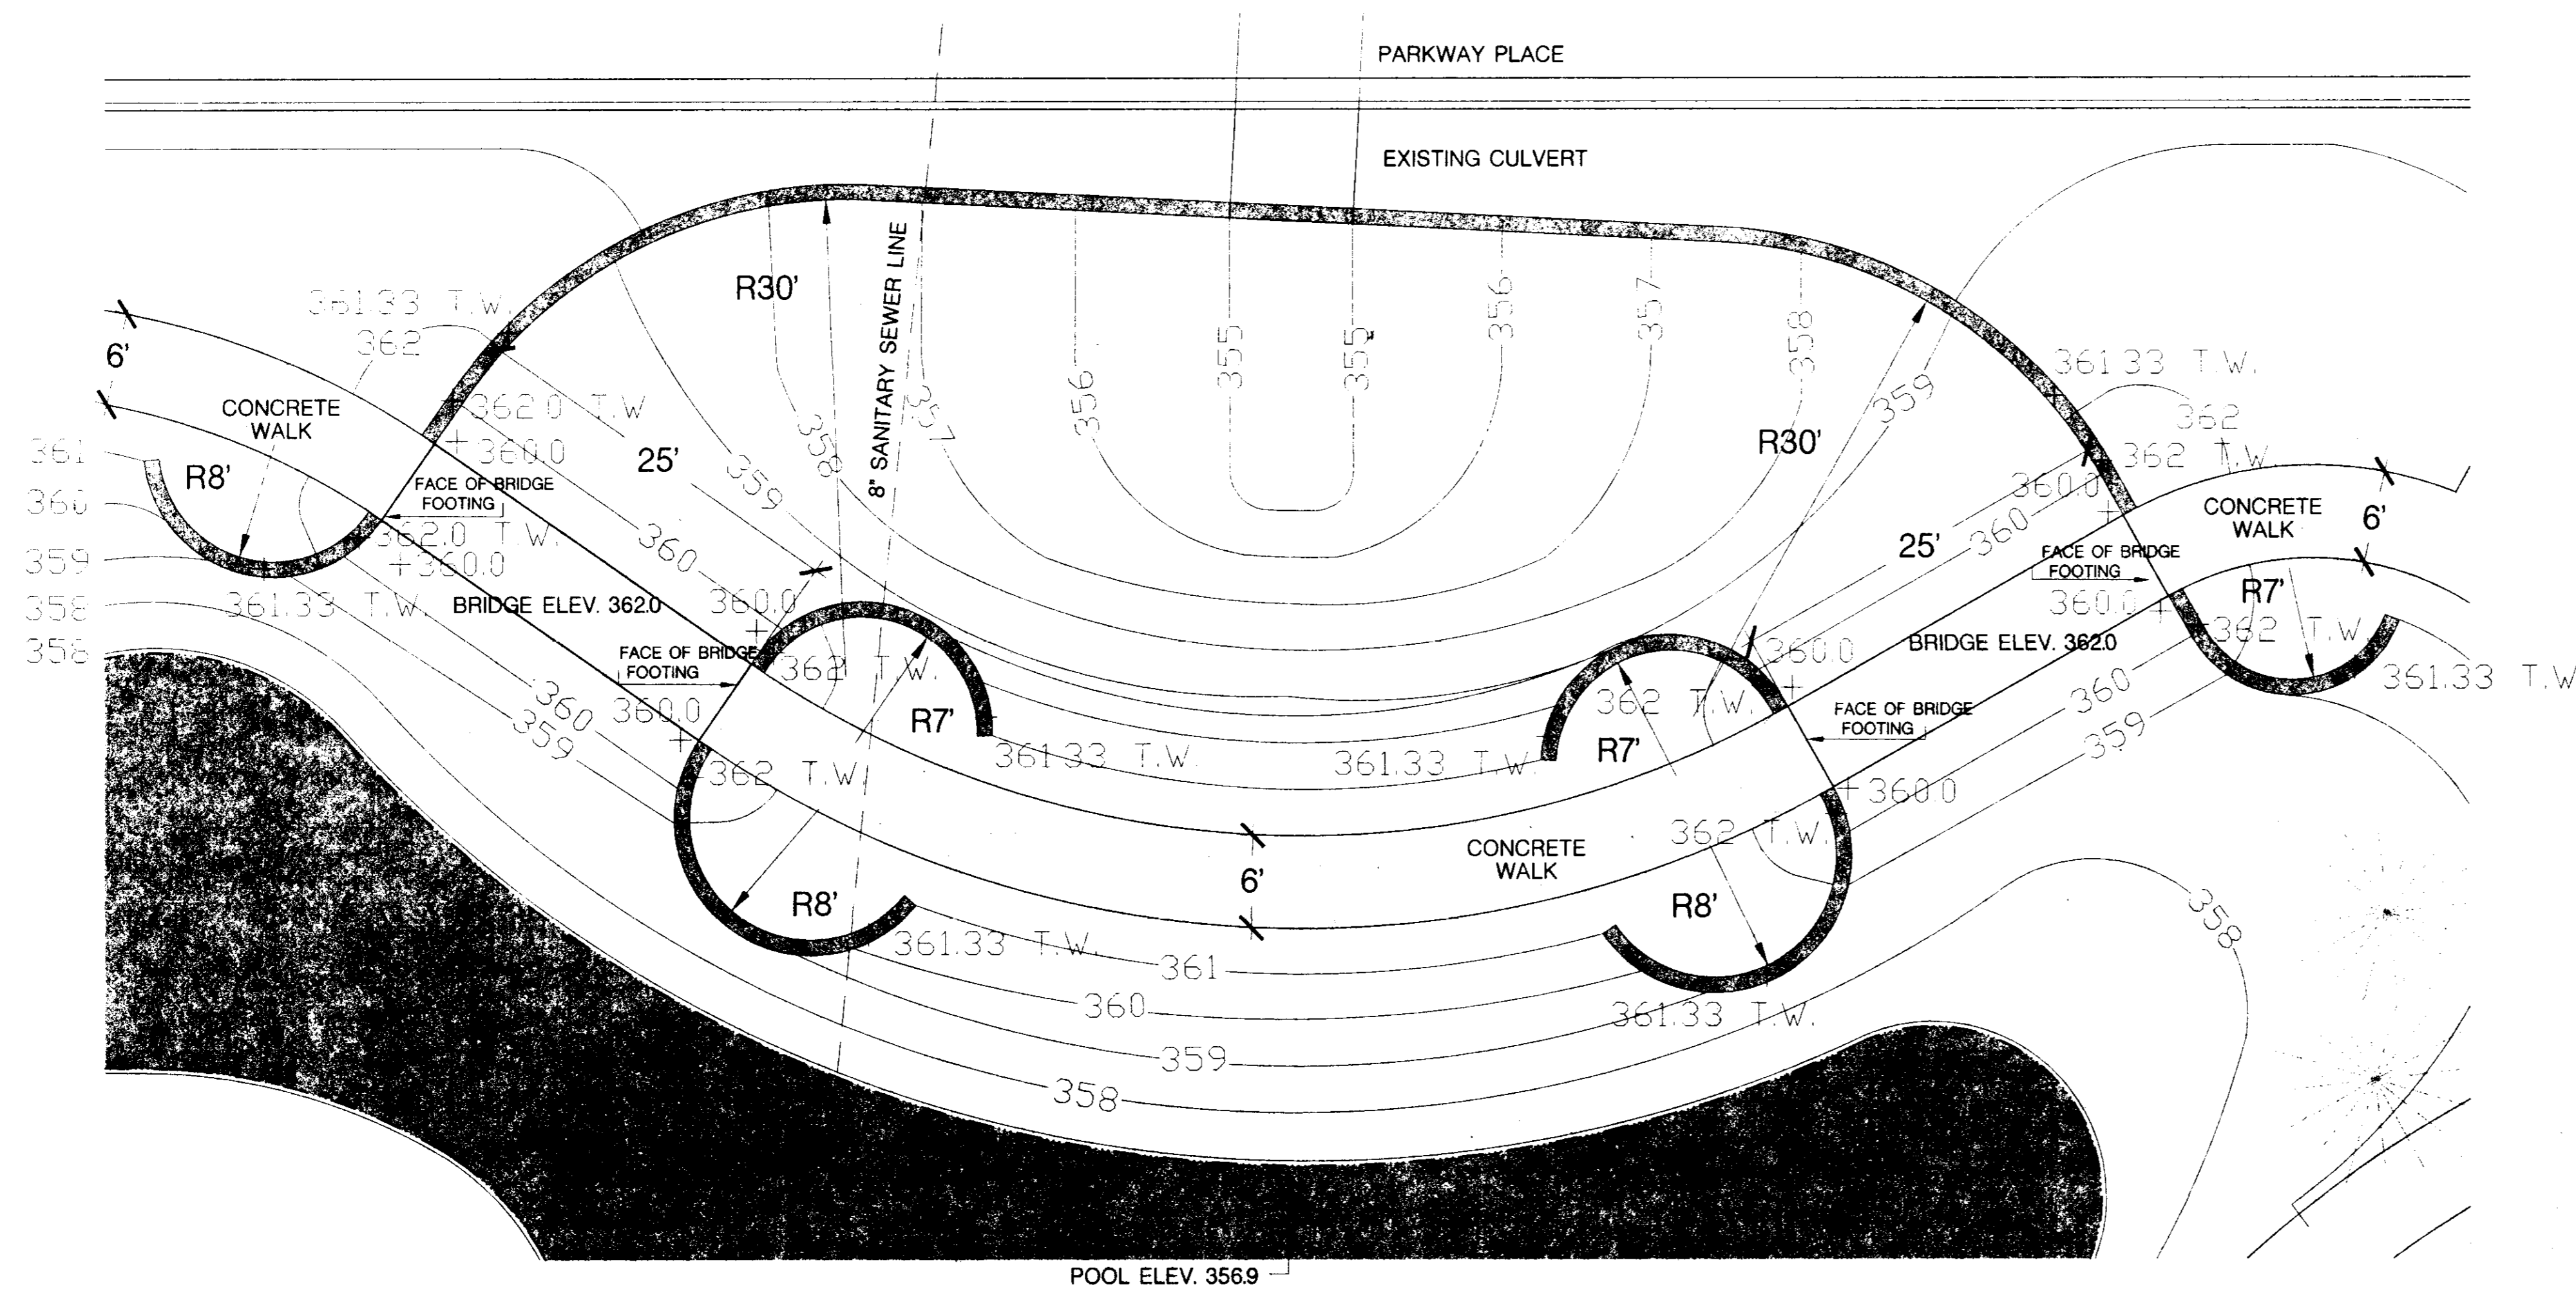 PARKWAY PLACE
EXISTING CULVERT
R30'
8" SANITARY SEWER LINE
361.33 T.W.
362
6'
CONCRETE
WALK
362.0 T.W
360.0
25'
361
R8'
360
359
358
358
FACE OF BRIDGE
FOOTING
362.0 T.W.
360.0
361.33 T.W.
BRIDGE ELEV. 362.0
359
358
357
356
355
355
356
357
358
359
R30'
361.33 T.W.
362
362 T.W.
360.0
360
25'
CONCRETE
WALK
6'
FACE OF BRIDGE
FOOTING
360.0
R7'
362 T.W.
361.33 T.W.
BRIDGE ELEV. 362.0
360
360.0
FACE OF BRIDGE
FOOTING
362 T.W.
360.0
360
359
R7'
361.33 T.W.
362 T.W.
361.33 T.W.
362 T.W.
R7'
360.0
FACE OF BRIDGE
FOOTING
360
359
360.0
362 T.W.
CONCRETE
WALK
6'
R8'
361.33 T.W.
R8'
361.33 T.W.
361
360
359
358
358
POOL ELEV. 356.9